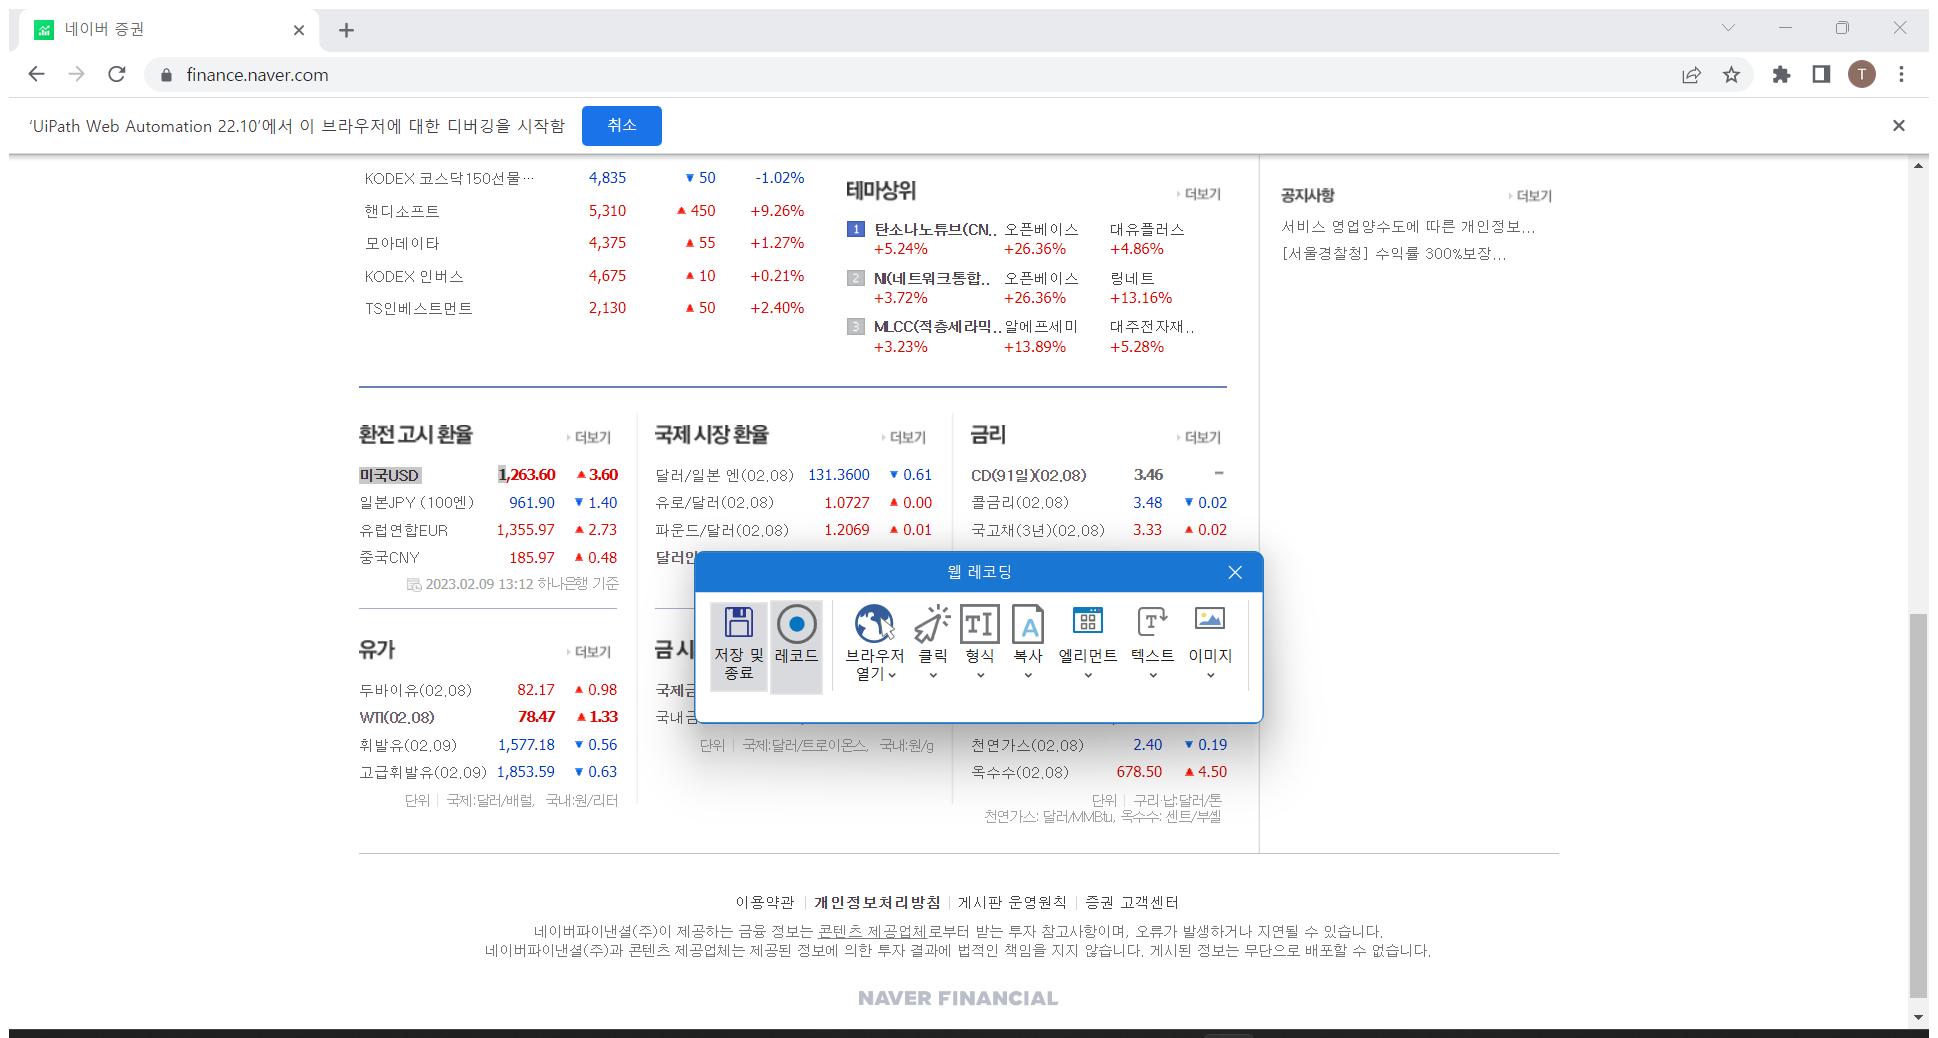 네이버 증권
finance.naver.com
T
'UiPath Web Automation 22.10'에서 이 브라우저에 대한 디버깅을 시작함 취소
KODEX 코스닥150선물… 4,835 ▼ 50 -1.02%
핸디소프트 5,310 ▲ 450 +9.26%
모아데이타 4,375 ▲ 55 +1.27%
KODEX 인버스 4,675 ▲ 10 +0.21%
TS인베스트먼트 2,130 ▲ 50 +2.40%
테마상위 더보기
1 탄소나노튜브(CN.. 오픈베이스 대유플러스
+5.24% +26.36% +4.86%
2 NI(네트워크통합.. 오픈베이스 링네트
+3.72% +26.36% +13.16%
3 MLCC(적층세라믹.. 알에프세미 대주전자재..
+3.23% +13.89% +5.28%
공지사항 더보기
서비스 영업양수도에 따른 개인정보...
[서울경찰청] 수익률 300%보장...
환전 고시 환율 더보기
미국USD 1,263.60 ▲ 3.60
일본JPY (100엔) 961.90 ▼ 1.40
유럽연합EUR 1,355.97 ▲ 2.73
중국CNY 185.97 ▲ 0.48
2023.02.09 13:12 하나은행 기준
국제 시장 환율 더보기
달러/일본 엔(02.08) 131.3600 ▼ 0.61
유로/달러(02.08) 1.0727 ▲ 0.00
파운드/달러(02.08) 1.2069 ▲ 0.01
달러인
금리 더보기
CD(91일)(02.08) 3.46 −
콜금리(02.08) 3.48 ▼ 0.02
국고채(3년)(02.08) 3.33 ▲ 0.02
웹 레코딩
저장 및 종료
레코드
브라우저 열기
클릭
형식
복사
엘리먼트
텍스트
이미지
유가 더보기
두바이유(02.08) 82.17 ▲ 0.98
WTI(02.08) 78.47 ▲ 1.33
휘발유(02.09) 1,577.18 ▼ 0.56
고급휘발유(02.09) 1,853.59 ▼ 0.63
단위 | 국제:달러/배럴, 국내:원/리터
금 시
국제금
국내금
단위 | 국제:달러/트로이온스, 국내:원/g
천연가스(02.08) 2.40 ▼ 0.19
옥수수(02.08) 678.50 ▲ 4.50
단위 | 구리·납:달러/톤
천연가스: 달러/MMBtu, 옥수수: 센트/부셸
이용약관 | 개인정보처리방침 | 게시판 운영원칙 | 증권 고객센터
네이버파이낸셜(주)이 제공하는 금융 정보는 콘텐츠 제공업체로부터 받는 투자 참고사항이며, 오류가 발생하거나 지연될 수 있습니다.
네이버파이낸셜(주)과 콘텐츠 제공업체는 제공된 정보에 의한 투자 결과에 법적인 책임을 지지 않습니다. 게시된 정보는 무단으로 배포할 수 없습니다.
NAVER FINANCIAL